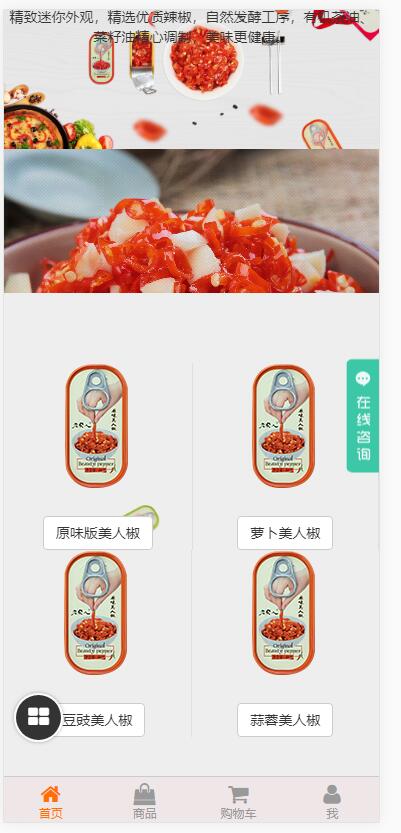 精致迷你外观，精选优质辣椒，自然发酵工序，有机茶油、
菜籽油精心调制，美味更健康。
在线咨询
Original
Beauty pepper
Original
Beauty pepper
原味版美人椒
萝卜美人椒
Original
Beauty pepper
Original
Beauty pepper
豆豉美人椒
蒜蓉美人椒
首页
商品
购物车
我